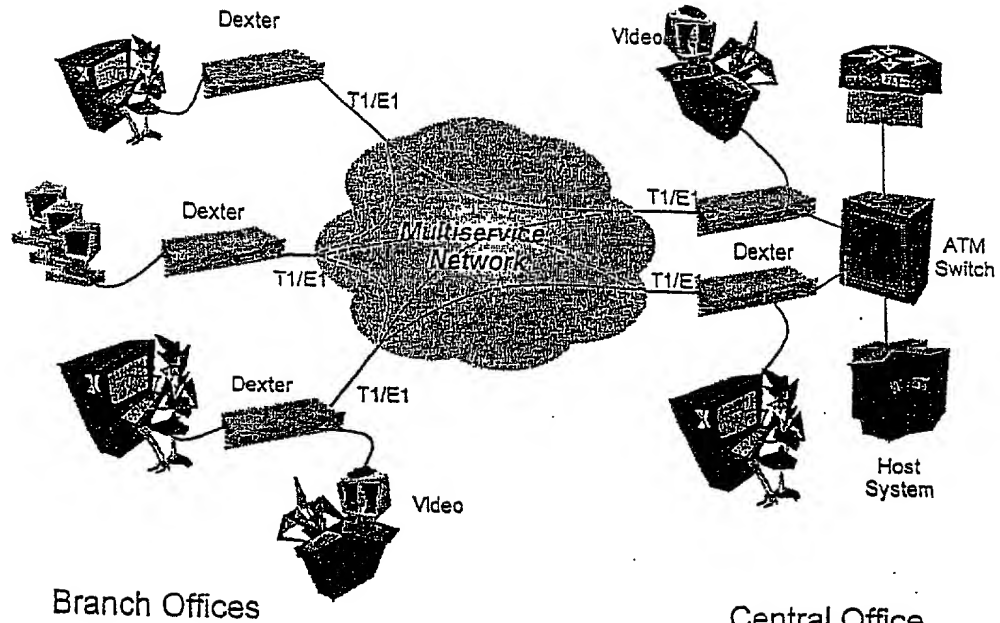 Dexter
Video
T1/E1
Dexter
T1/E1
Multiservice
Network
T1/E1
Dexter
T1/E1
ATM
Switch
Dexter
T1/E1
Video
Host
System
Branch Offices
Central Office